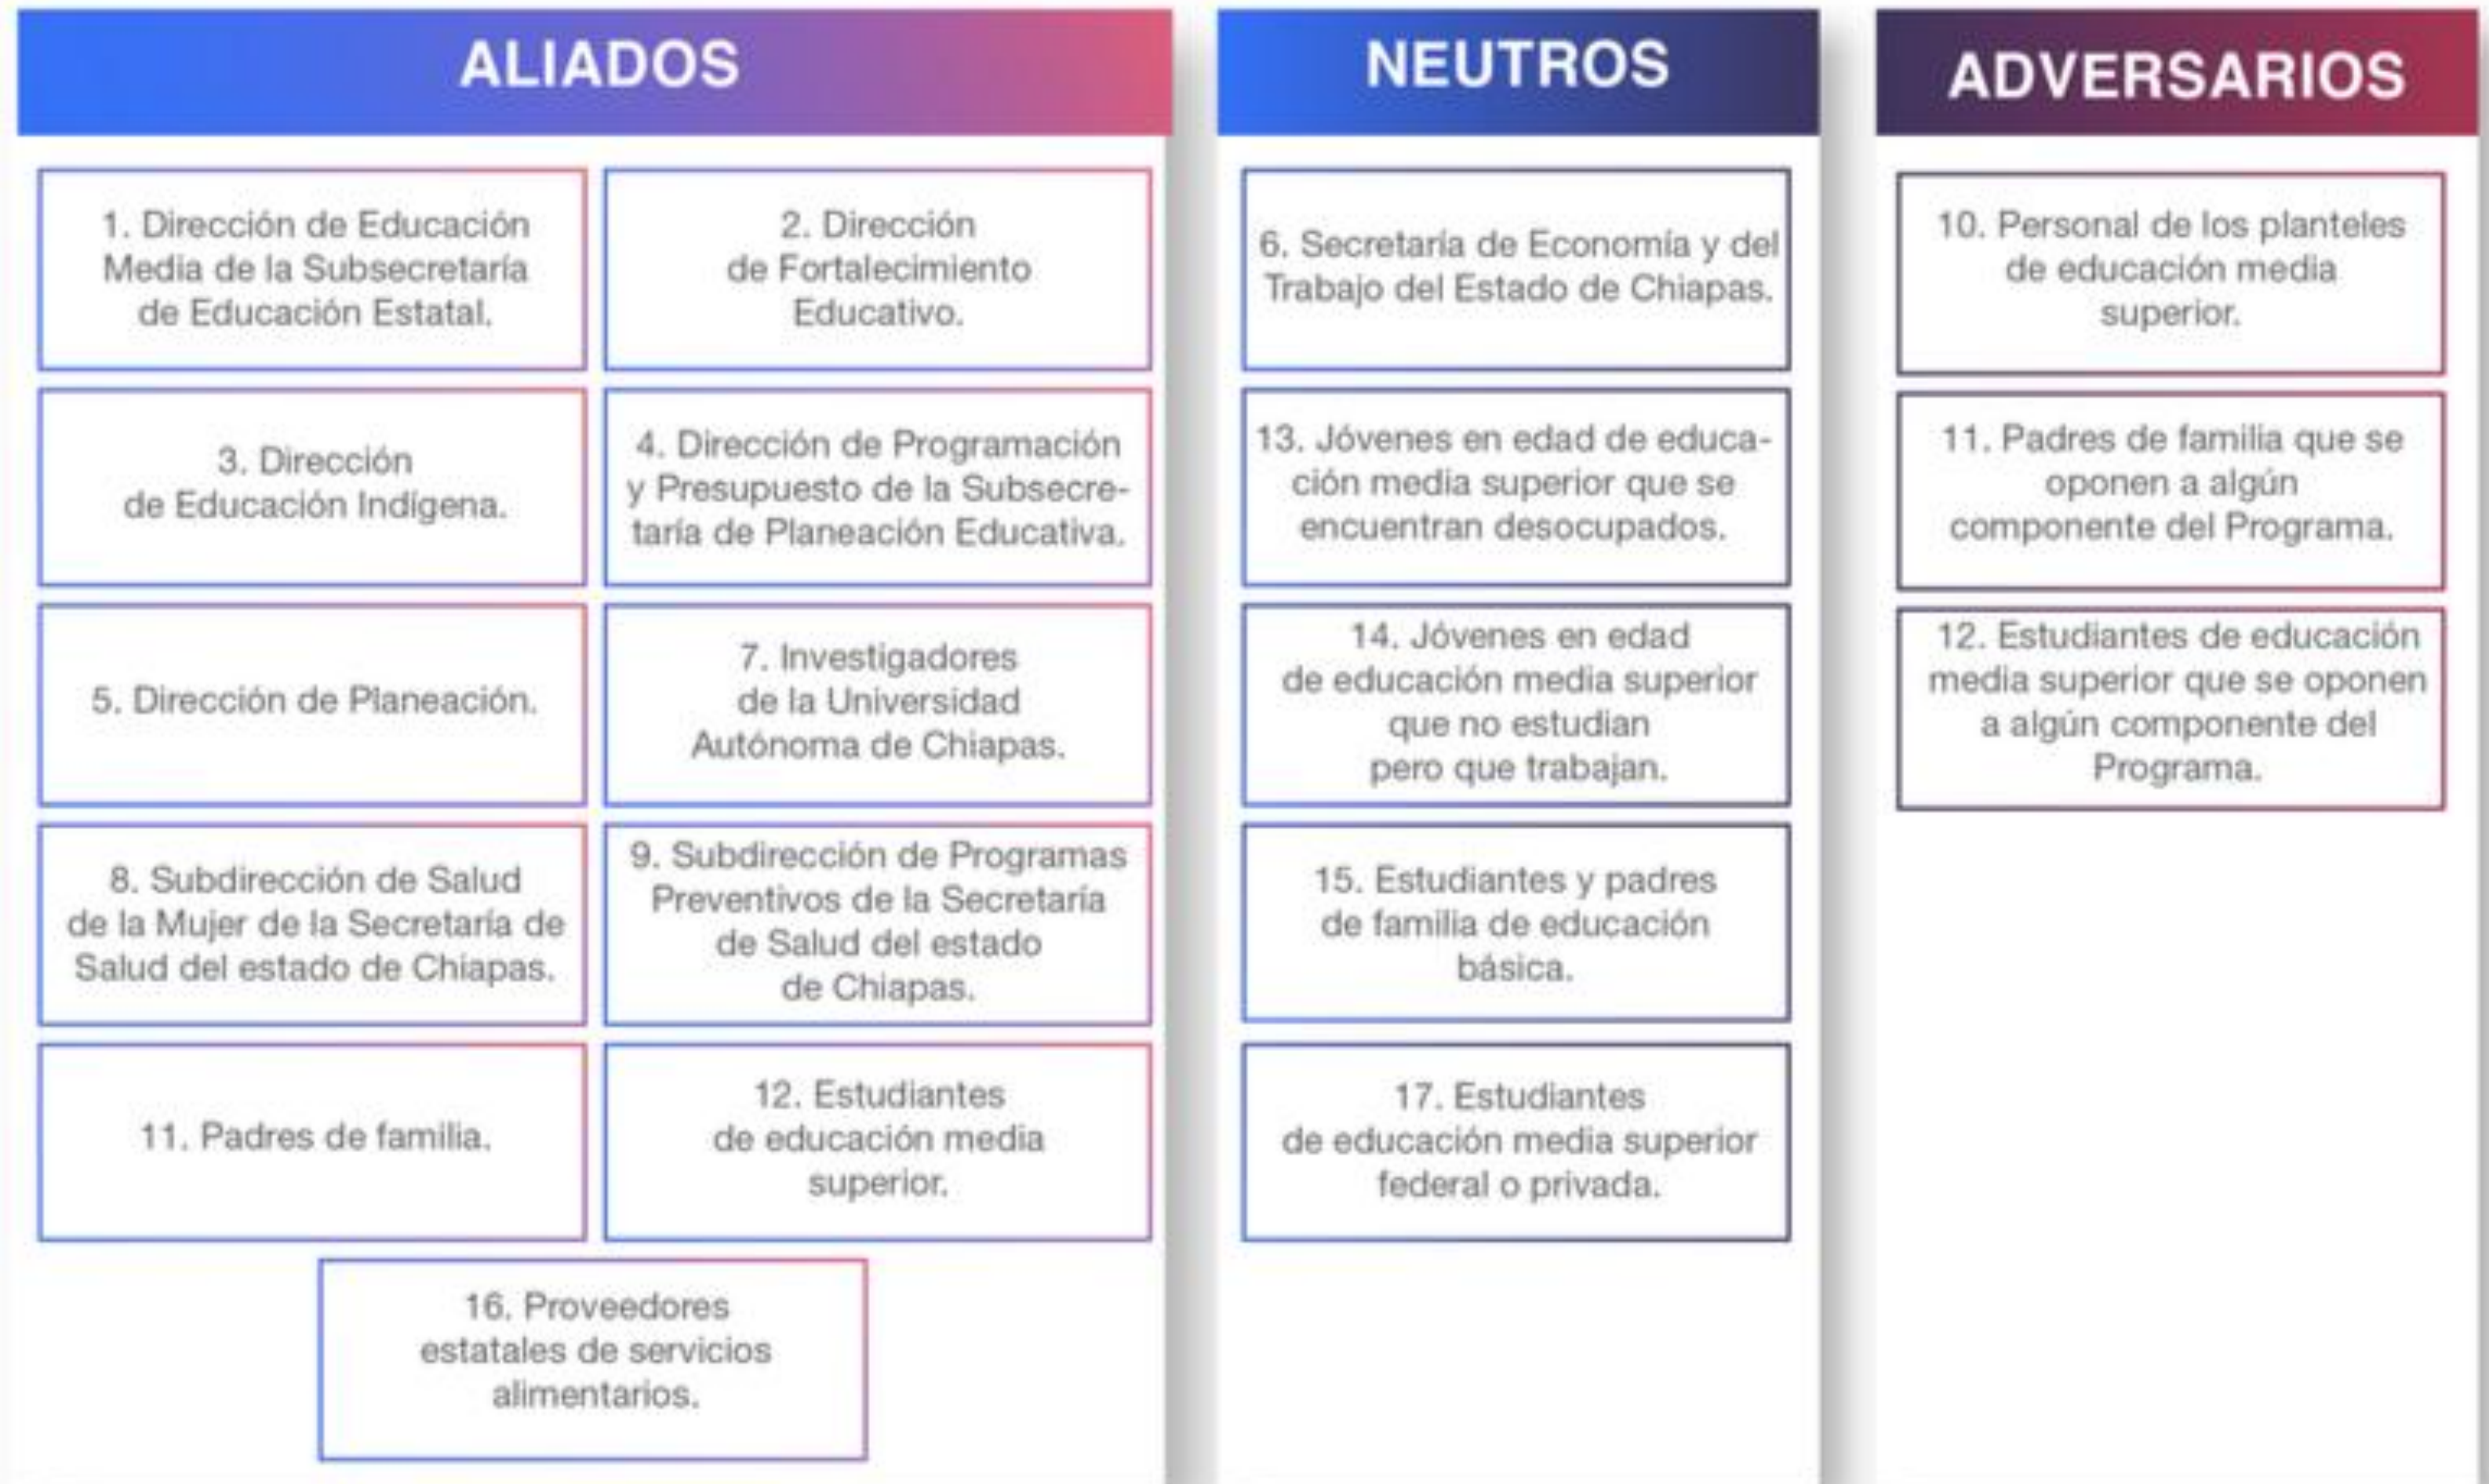 ALIADOS
1. Dirección de Educación
Media de la Subsecretaría
de Educación Estatal.
2. Dirección
de Fortalecimiento
Educativo.
3. Dirección
de Educación Indígena.
4. Dirección de Programación
y Presupuesto de la Subsecre-
taría de Planeación Educativa.
5. Dirección de Planeación.
7. Investigadores
de la Universidad
Autónoma de Chiapas.
8. Subdirección de Salud
de la Mujer de la Secretaría de
Salud del estado de Chiapas.
9. Subdirección de Programas
Preventivos de la Secretaría
de Salud del estado
de Chiapas.
11. Padres de familia.
12. Estudiantes
de educación media
superior.
16. Proveedores
estatales de servicios
alimentarios.
NEUTROS
6. Secretaría de Economía y del
Trabajo del Estado de Chiapas.
13. Jóvenes en edad de educa-
ción media superior que se
encuentran desocupados.
14. Jóvenes en edad
de educación media superior
que no estudian
pero que trabajan.
15. Estudiantes y padres
de familia de educación
básica.
17. Estudiantes
de educación media superior
federal o privada.
ADVERSARIOS
10. Personal de los planteles
de educación media
superior.
11. Padres de familia que se
oponen a algún
componente del Programa.
12. Estudiantes de educación
media superior que se oponen
a algún componente del
Programa.